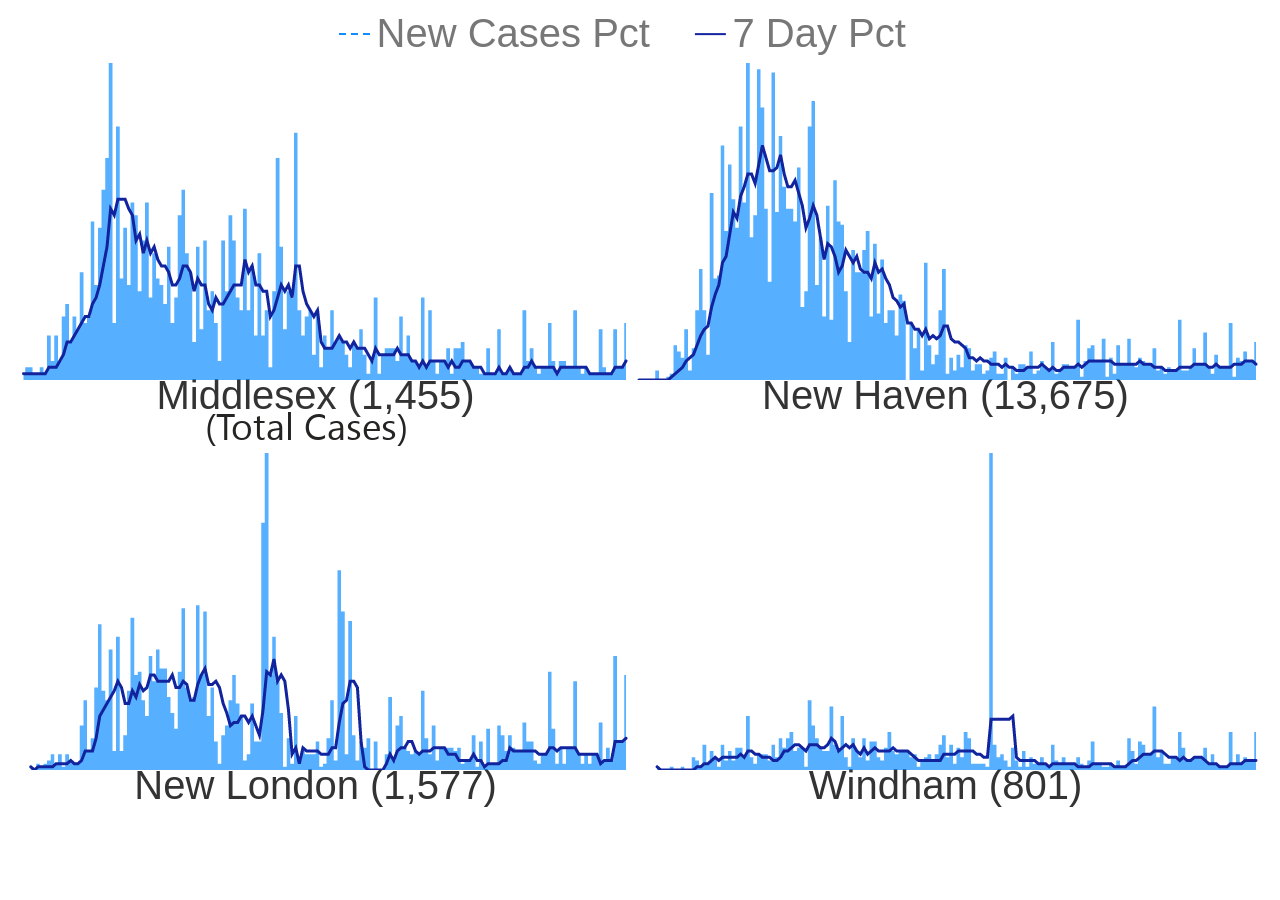 New Cases Pct 7 Day Pct
Middlesex (1,455) New Haven (13,675)
(Total Cases)
New London (1,577) Windham (801)